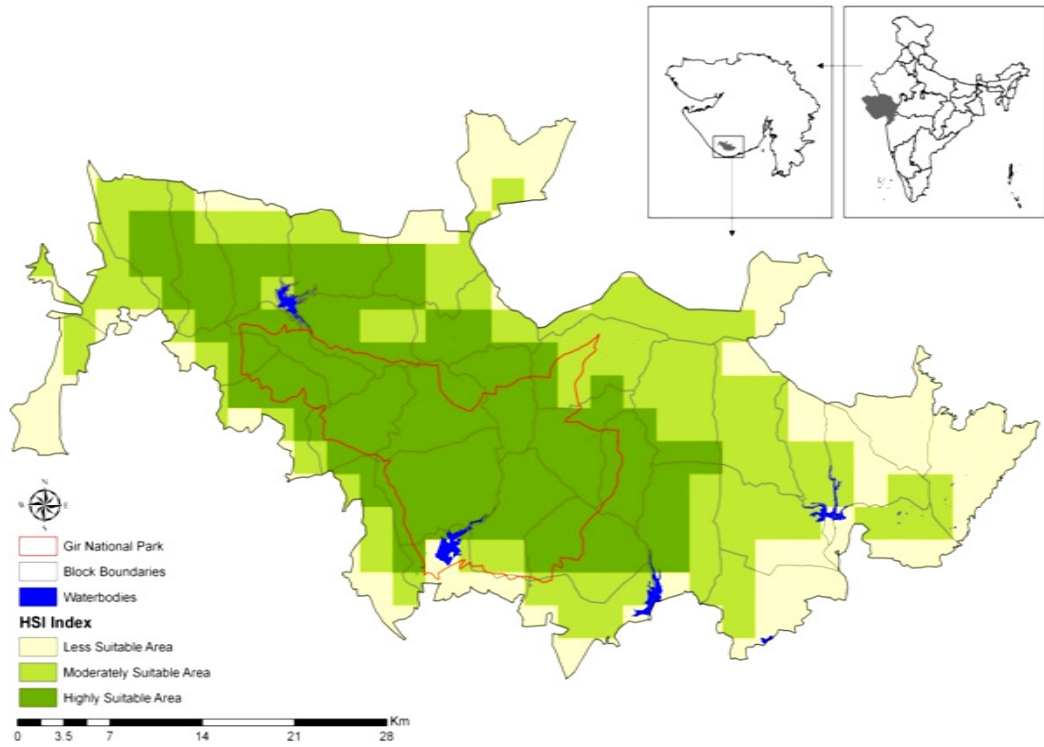 N
W E
S
Gir National Park
Block Boundaries
Waterbodies
HSI Index
Less Suitable Area
Moderately Suitable Area
Highly Suitable Area
Km
0 3.5 7 14 21 28